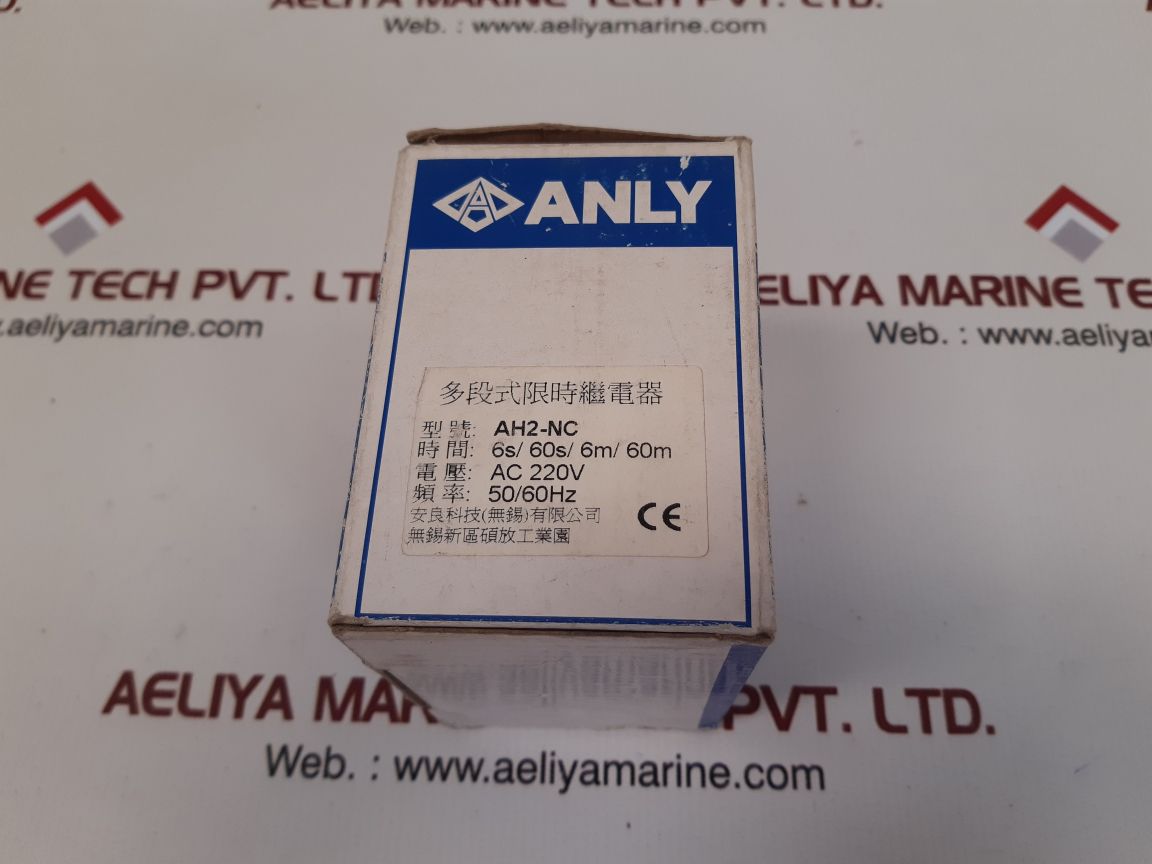 AELIYA MARINE TECH PVT. LTD.
Web. : www.aeliyamarine.com
ANLY
NE TECH PVT. LT
.aeliyamarine.com
ELIYA MARINE TE
Web. : www.aeliya
多段式限時繼電器
型號: AH2-NC
時間: 6s/ 60s/ 6m/ 60m
電壓: AC 220V
頻率: 50/60Hz
安良科技(無錫)有限公司
無錫新區碩放工業園
CE
AELIYA MAR PVT. LTD.
Web. : www.aeliyamarine.com